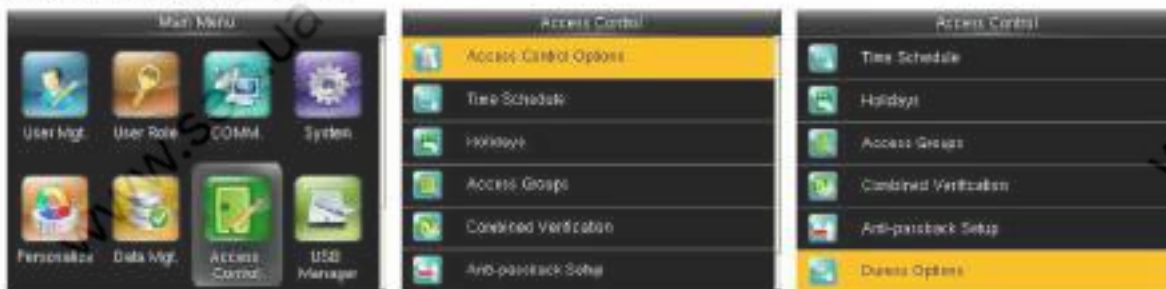 Main Menu
User Mgt. User Role COMM. System
Personalize Data Mgt. Access Control USB Manager
Access Control
Access Control Options
Time Schedule
Holidays
Access Groups
Combined Verification
Anti-passback Setup
Access Control
Time Schedule
Holidays
Access Groups
Combined Verification
Anti-passback Setup
Duress Options